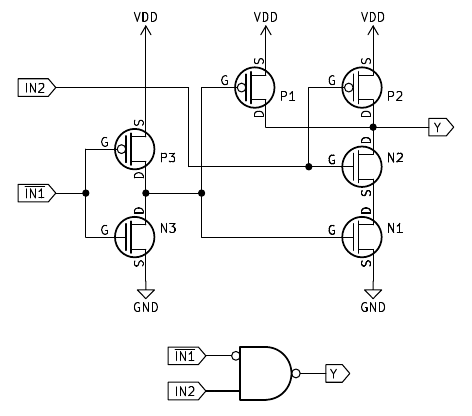 VDD VDD VDD
S S
IN2 G P1 G P2
D D
S Y
G P3 D
D G N2
IN1 S
D D
G N3 G N1
S S
GND GND
IN1 Y
IN2